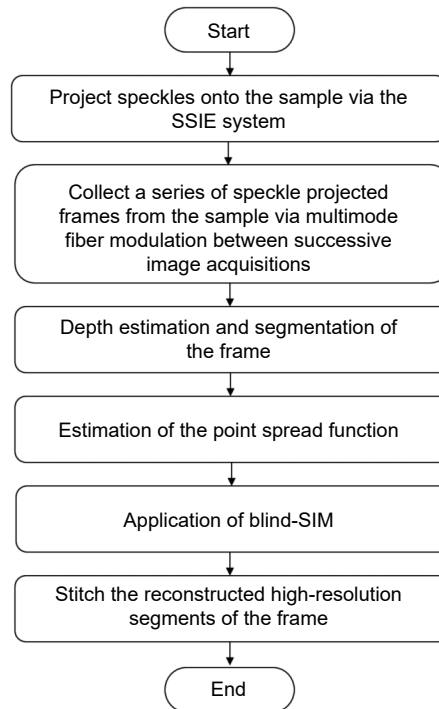 Start
Project speckles onto the sample via the
SSIE system
Collect a series of speckle projected
frames from the sample via multimode
fiber modulation between successive
image acquisitions
Depth estimation and segmentation of
the frame
Estimation of the point spread function
Application of blind-SIM
Stitch the reconstructed high-resolution
segments of the frame
End